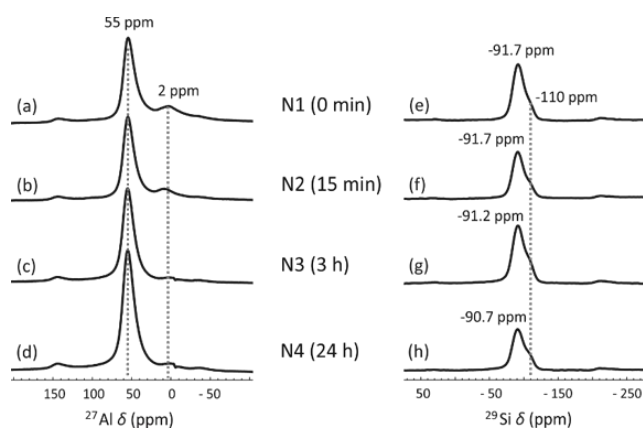 55 ppm
2 ppm
(a)
(b)
(c)
(d)
150 100 50 0 - 50
²⁷Al δ (ppm)
N1 (0 min)
N2 (15 min)
N3 (3 h)
N4 (24 h)
-91.7 ppm
-110 ppm
(e)
-91.7 ppm
(f)
-91.2 ppm
(g)
-90.7 ppm
(h)
50 -50 - 150 - 250
²⁹Si δ (ppm)